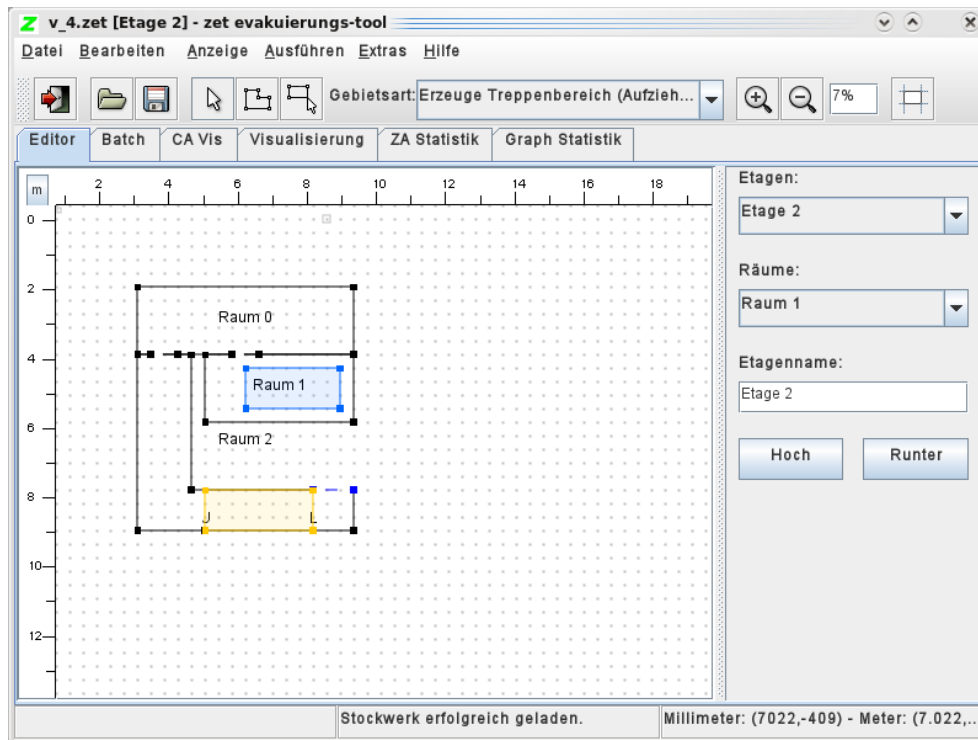 v_4.zet [Etage 2] - zet evakuierungs-tool
Datei Bearbeiten Anzeige Ausführen Extras Hilfe
Gebietsart: Erzeuge Treppenbereich (Aufzieh... 7%
Editor Batch CA Vis Visualisierung ZA Statistik Graph Statistik
m 2 4 6 8 10 12 14 16 18
0
2
4
6
8
10
12
Raum 0
Raum 1
Raum 2
J L
Etagen:
Etage 2
Räume:
Raum 1
Etagenname:
Etage 2
Hoch Runter
Stockwerk erfolgreich geladen. Millimeter: (7022,-409) - Meter: (7.022,...